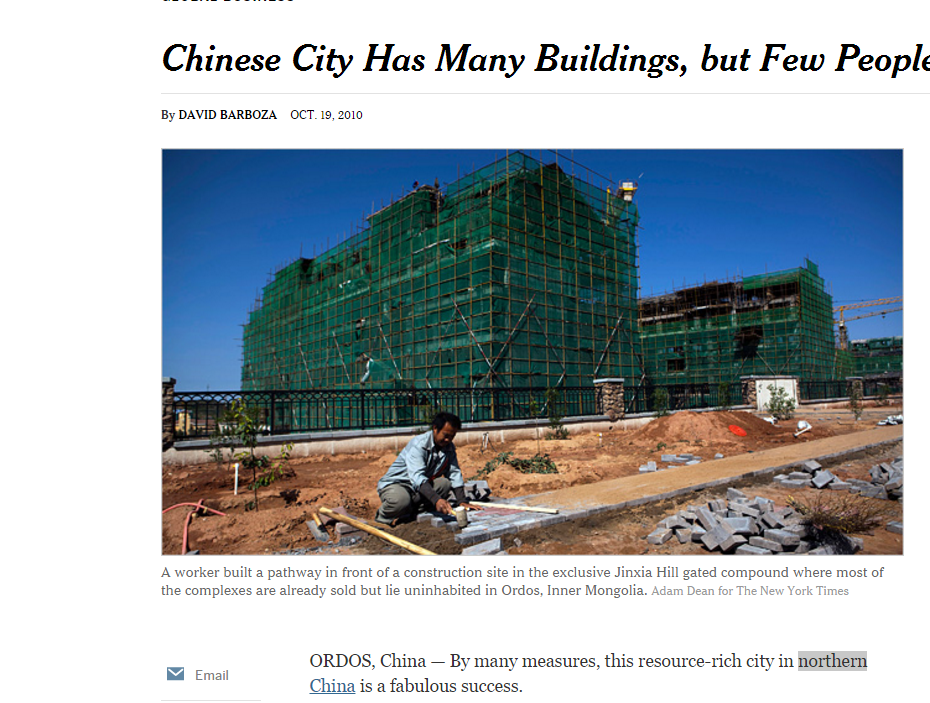 GLOBAL BUSINESS
Chinese City Has Many Buildings, but Few People
By DAVID BARBOZA OCT. 19, 2010
A worker built a pathway in front of a construction site in the exclusive Jinxia Hill gated compound where most of
the complexes are already sold but lie uninhabited in Ordos, Inner Mongolia. Adam Dean for The New York Times
Email
ORDOS, China — By many measures, this resource-rich city in northern
China is a fabulous success.